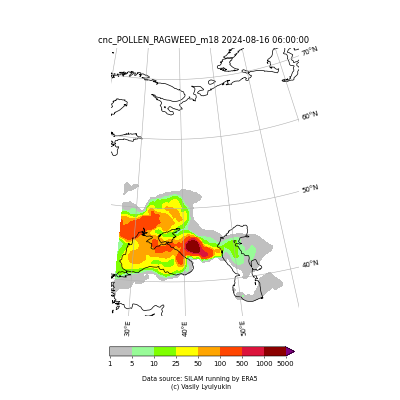 cnc_POLLEN_RAGWEED_m18 2024-08-16 06:00:00
70°N
60°N
50°N
40°N
30°E 40°E 50°E
1 5 10 25 50 100 500 1000 5000
Data source: SILAM running by ERA5
(c) Vasily Lyulyukin